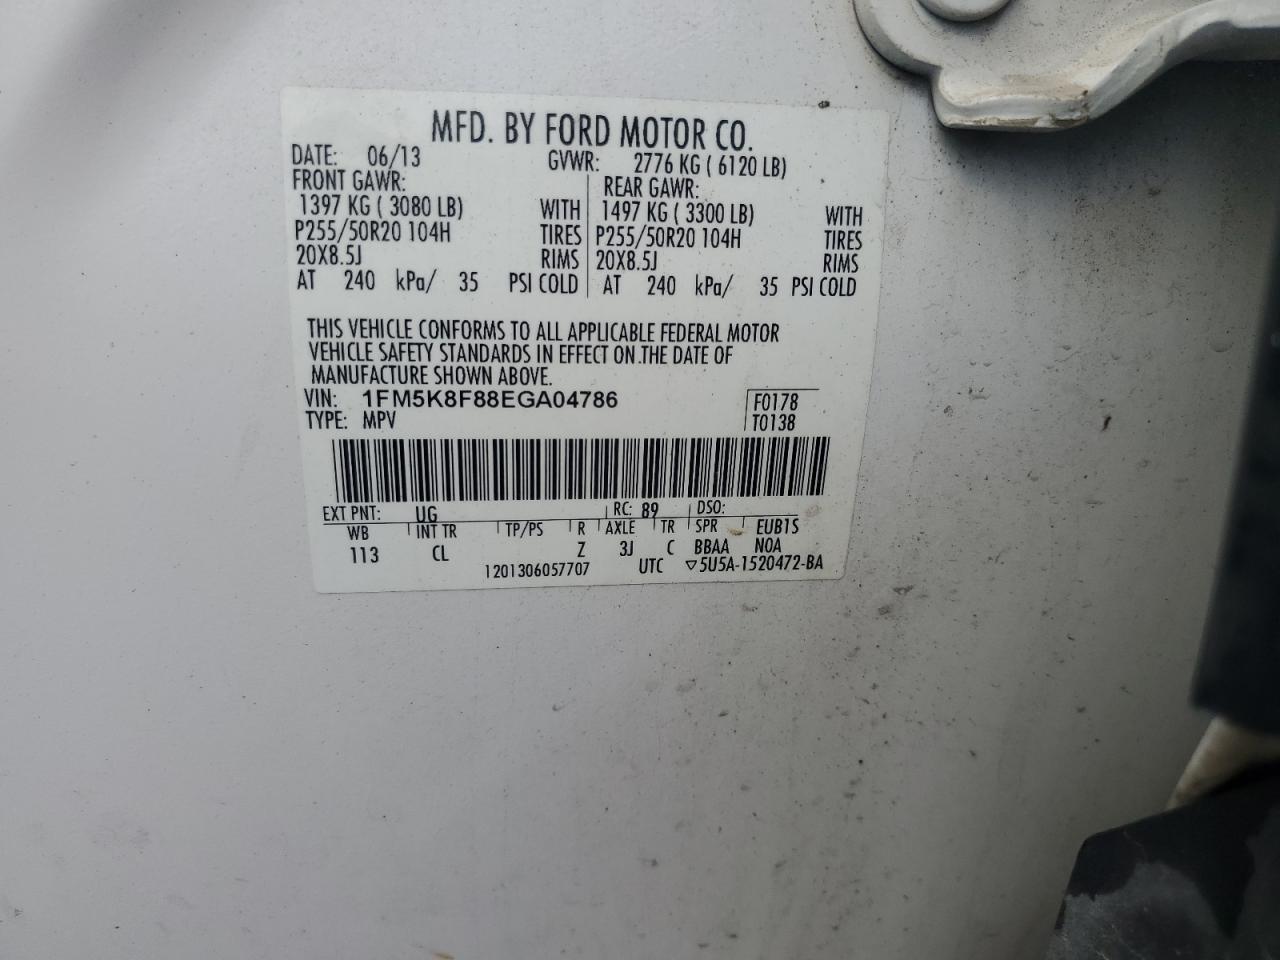 MFD. BY FORD MOTOR CO.
DATE: 06/13 GVWR: 2776 KG ( 6120 LB)
FRONT GAWR: REAR GAWR:
1397 KG ( 3080 LB) WITH 1497 KG ( 3300 LB) WITH
P255/50R20 104H TIRES P255/50R20 104H TIRES
20X8.5J RIMS 20X8.5J RIMS
AT 240 kPa/ 35 PSI COLD AT 240 kPa/ 35 PSI COLD
THIS VEHICLE CONFORMS TO ALL APPLICABLE FEDERAL MOTOR
VEHICLE SAFETY STANDARDS IN EFFECT ON THE DATE OF
MANUFACTURE SHOWN ABOVE.
VIN: 1FM5K8F88EGA04786 F0178
TYPE: MPV T0138
EXT PNT: UG RC: 89 DSO:
WB INT TR TP/PS R AXLE TR SPR EUB1S
113 CL Z 3J C BBAA NOA
1201306057707 UTC ▽5U5A-1520472-BA